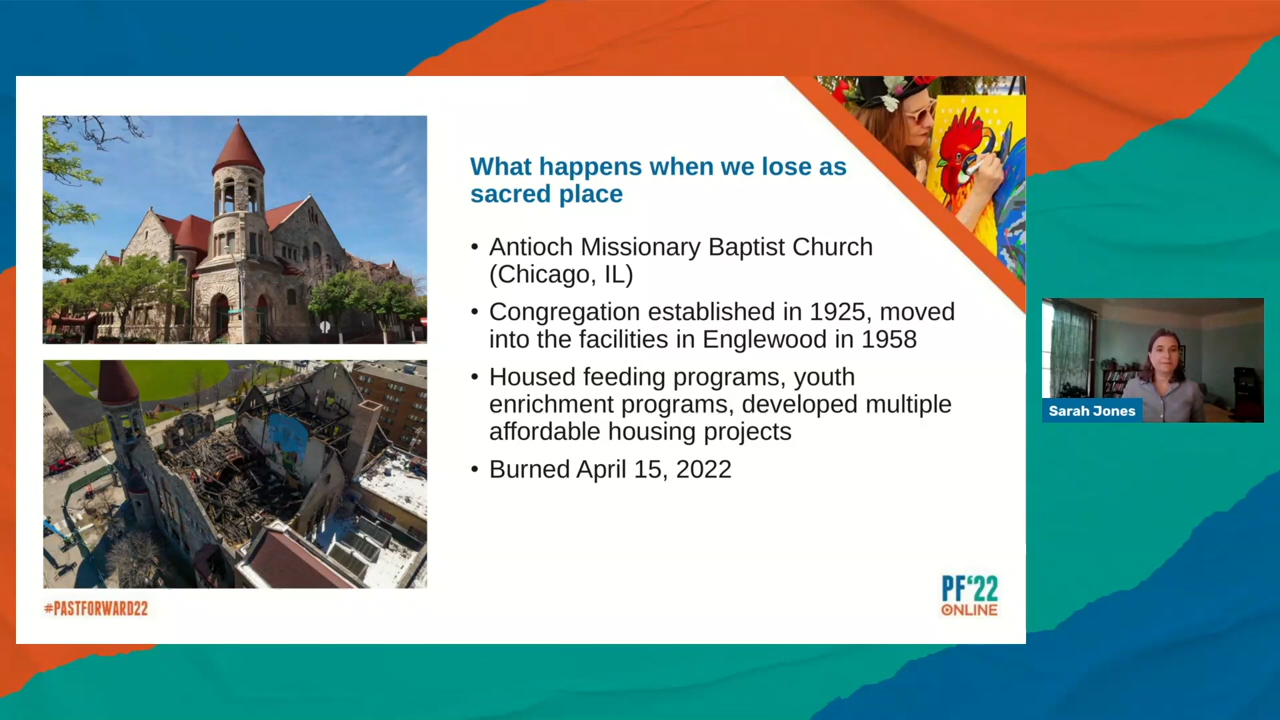 What happens when we lose as
sacred place
• Antioch Missionary Baptist Church
(Chicago, IL)
• Congregation established in 1925, moved
into the facilities in Englewood in 1958
• Housed feeding programs, youth
enrichment programs, developed multiple
affordable housing projects
• Burned April 15, 2022
Sarah Jones
#PASTFORWARD22
PF'22
ONLINE